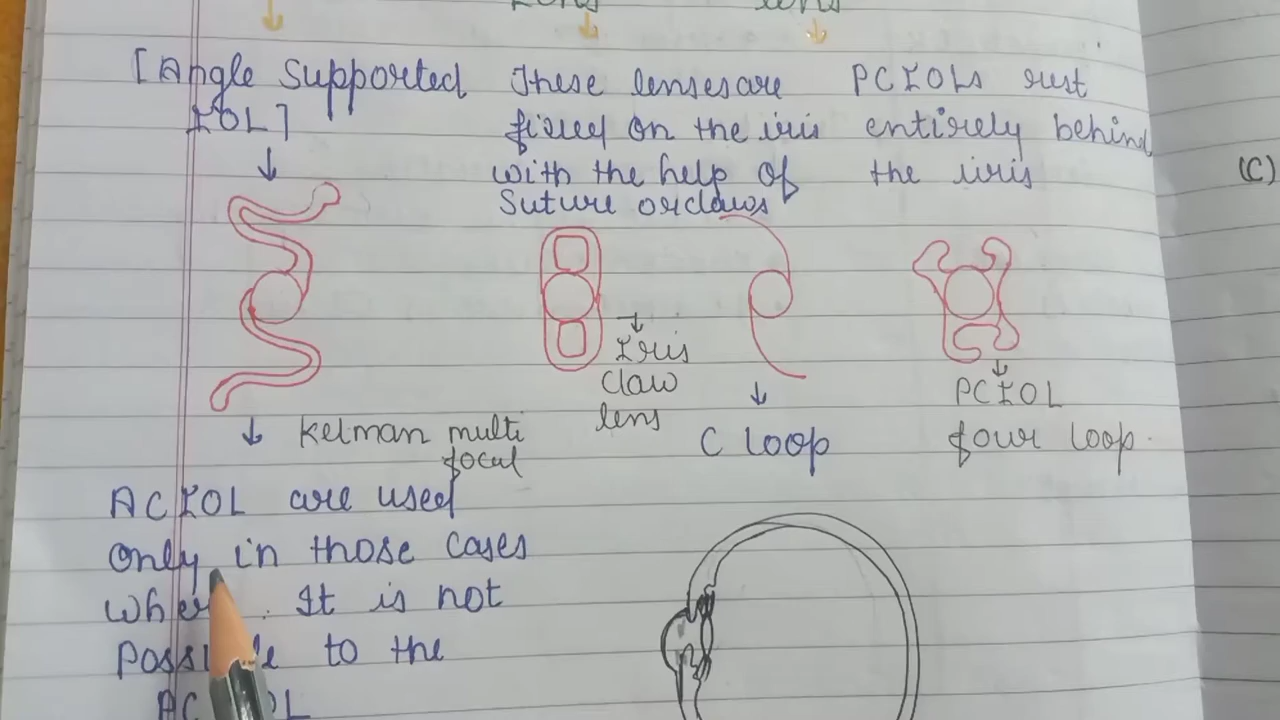 lens
lens
[Angle Supported
IOL]
These lenses are
fixed on the iris
with the help of
Suture or claws
PCIOLs rest
entirely behind
the iris
(C)
Iris
Claw
lens
C loop
PCIOL
four loop.
Kelman multi
focal
ACIOL are used
only in those cases
It is not
to the